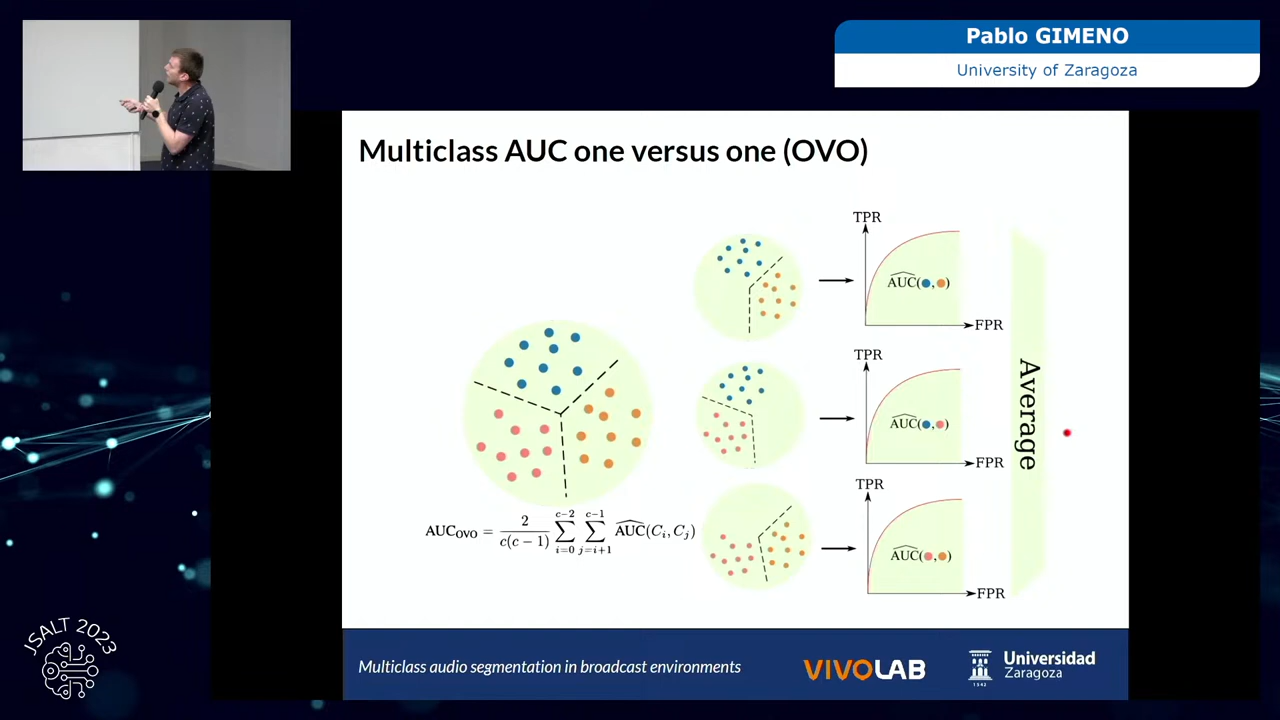 Pablo GIMENO
University of Zaragoza
Multiclass AUC one versus one (OVO)
TPR
AUC(●,●)
FPR
TPR
AUC(●,●)
FPR
TPR
AUC(●,●)
FPR
Average
AUC_OVO = 2/c(c−1) ∑_{i=0}^{c−2} ∑_{j=i+1}^{c−1} \widehat{AUC}(C_i, C_j)
JSALT 2023
Multiclass audio segmentation in broadcast environments
VIVOLAB
1542
Universidad
Zaragoza